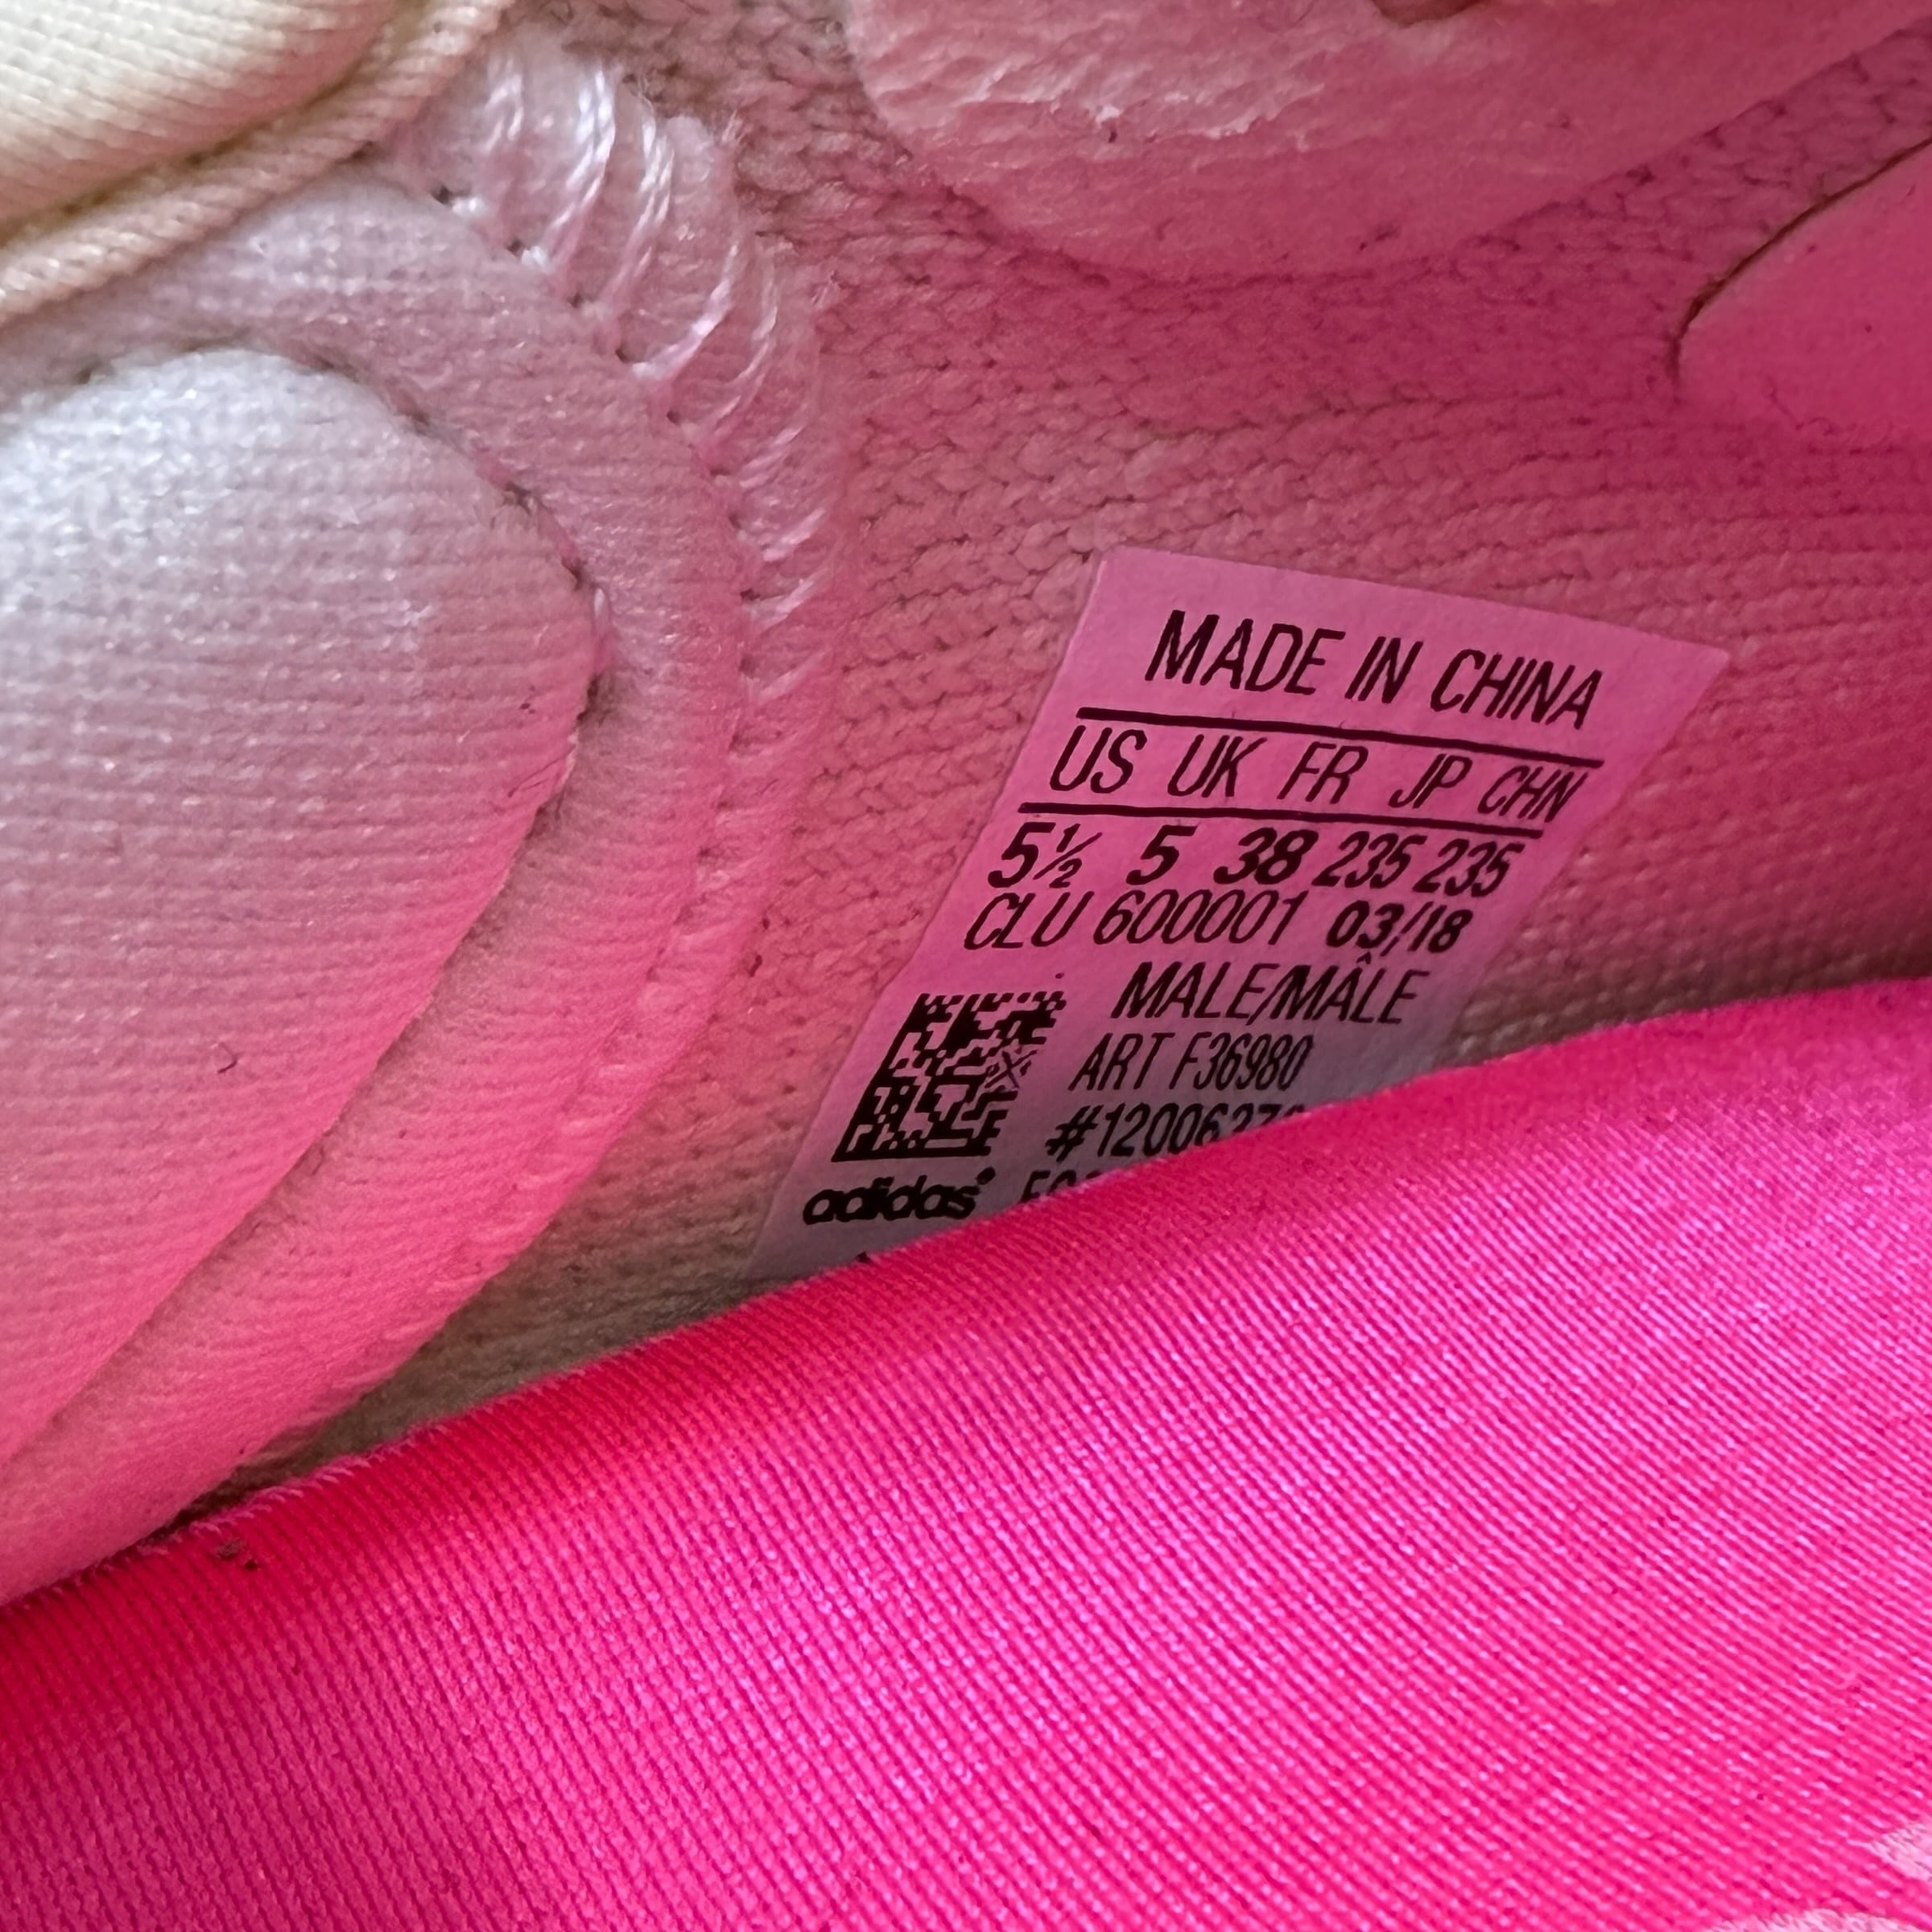 MADE IN CHINA
US UK FR JP CHN
5½ 5 38 235 235
CLU 600001 03/18
MALE/MÂLE
ART F36980
adidas